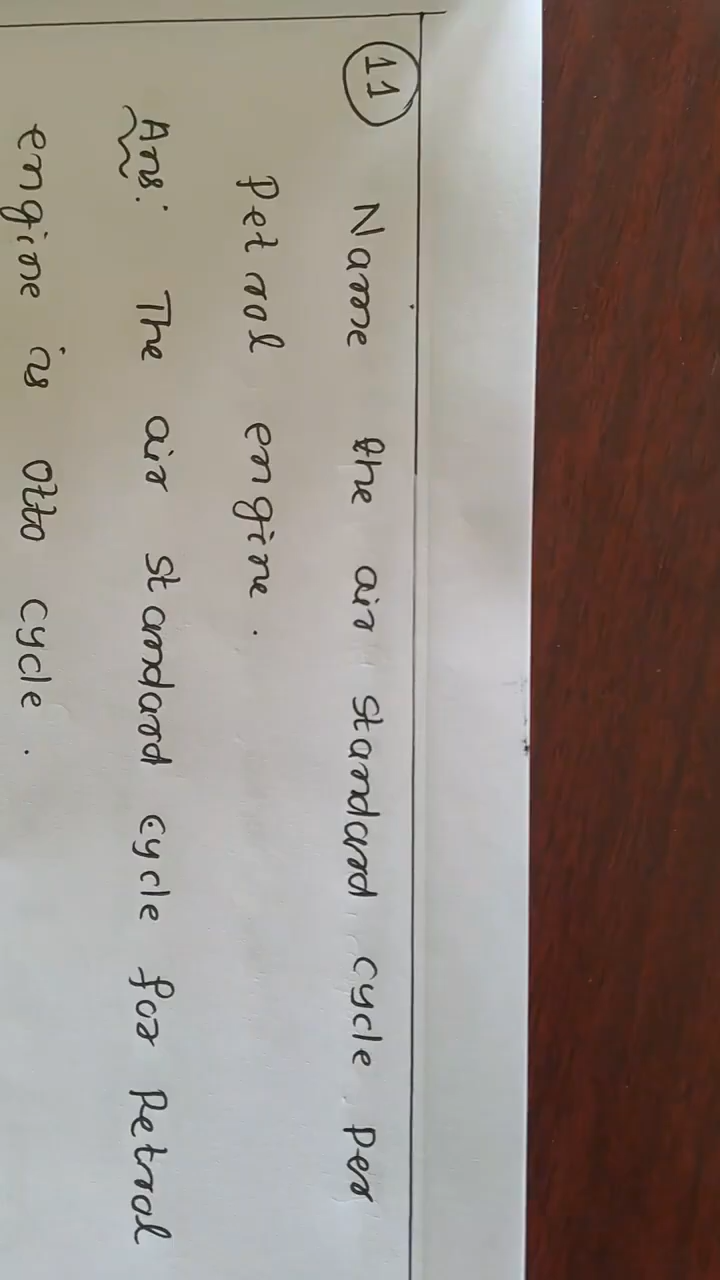 11 Name the air standard cycle per
Petrol engine.
Ans: The air standard cycle for Petrol
engine is Otto cycle.